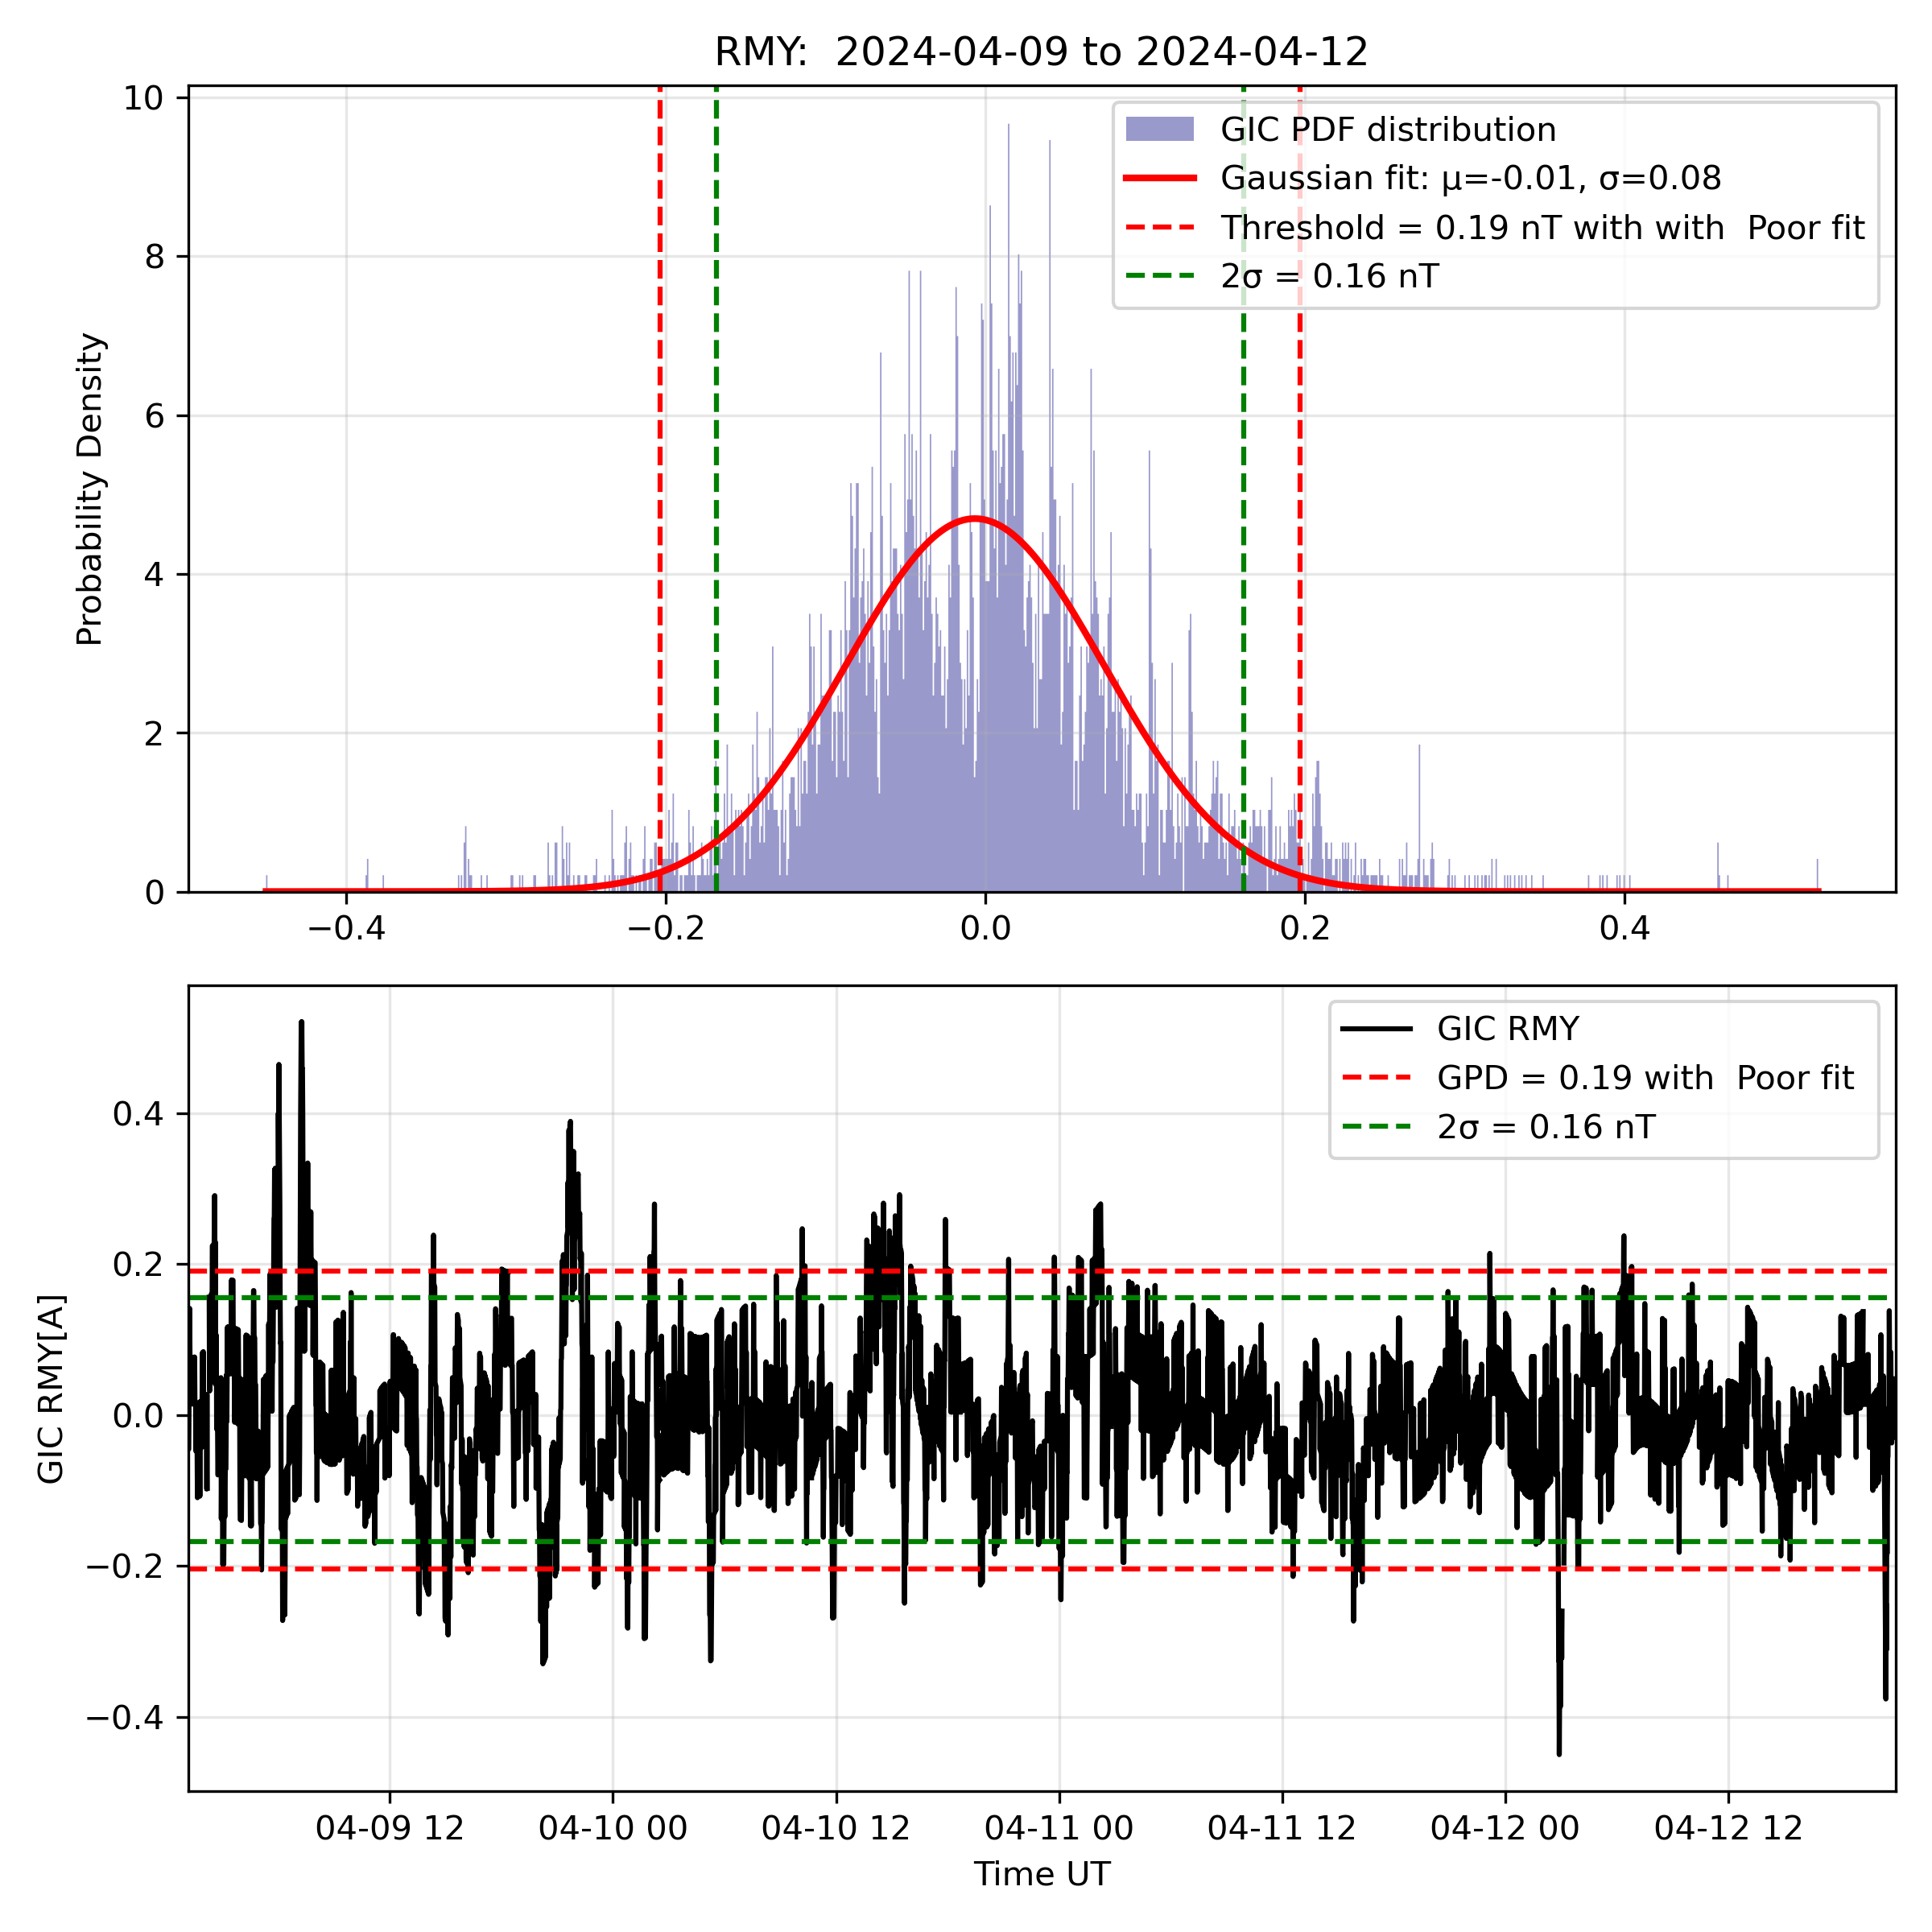 RMY:  2024-04-09 to 2024-04-12
10
8
6
4
2
0
Probability Density
GIC PDF distribution
Gaussian fit: μ=-0.01, σ=0.08
Threshold = 0.19 nT with with  Poor fit
2σ = 0.16 nT
−0.4
−0.2
0.0
0.2
0.4
GIC RMY
GPD = 0.19 with  Poor fit
2σ = 0.16 nT
0.4
0.2
0.0
−0.2
−0.4
GIC RMY[A]
04-09 12
04-10 00
04-10 12
04-11 00
04-11 12
04-12 00
04-12 12
Time UT